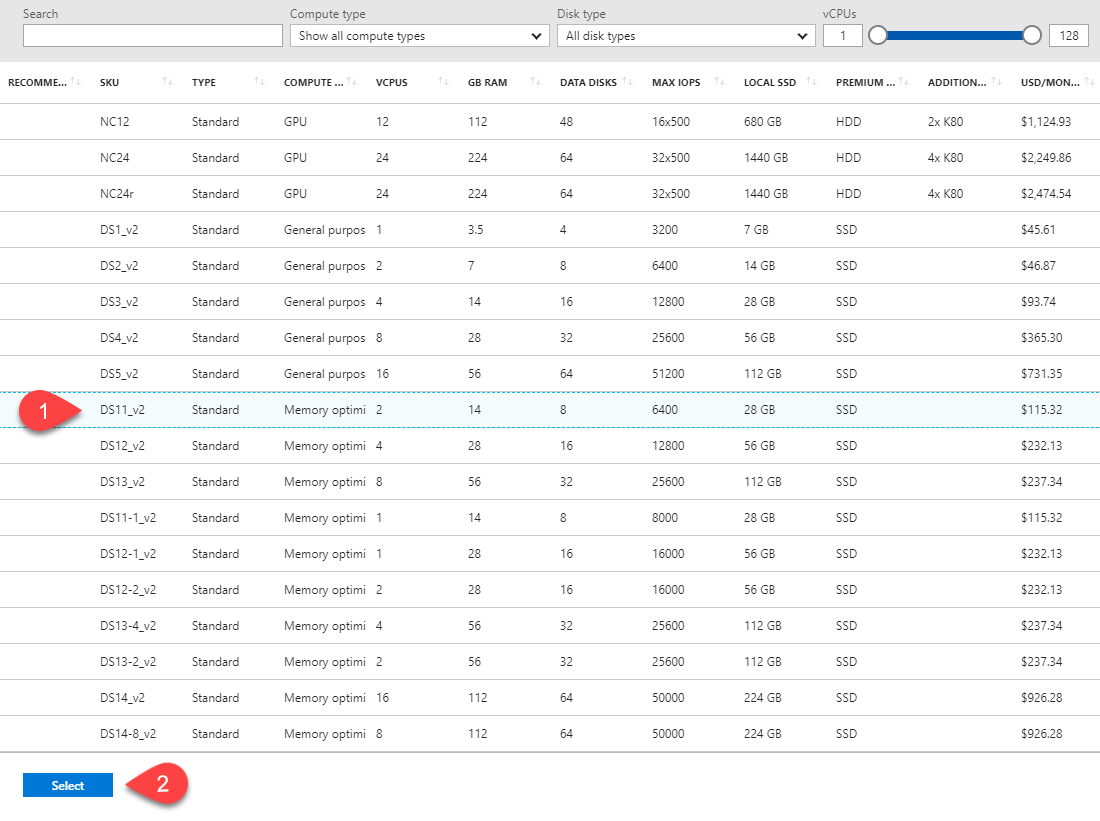 Search Compute type Disk type vCPUs
Show all compute types All disk types 1 128
RECOMME... SKU TYPE COMPUTE ... VCPUS GB RAM DATA DISKS MAX IOPS LOCAL SSD PREMIUM ... ADDITION... USD/MON...
NC12 Standard GPU 12 112 48 16x500 680 GB HDD 2x K80 $1,124.93
NC24 Standard GPU 24 224 64 32x500 1440 GB HDD 4x K80 $2,249.86
NC24r Standard GPU 24 224 64 32x500 1440 GB HDD 4x K80 $2,474.54
DS1_v2 Standard General purpos 1 3.5 4 3200 7 GB SSD $45.61
DS2_v2 Standard General purpos 2 7 8 6400 14 GB SSD $46.87
DS3_v2 Standard General purpos 4 14 16 12800 28 GB SSD $93.74
DS4_v2 Standard General purpos 8 28 32 25600 56 GB SSD $365.30
DS5_v2 Standard General purpos 16 56 64 51200 112 GB SSD $731.35
1 DS11_v2 Standard Memory optimi 2 14 8 6400 28 GB SSD $115.32
DS12_v2 Standard Memory optimi 4 28 16 12800 56 GB SSD $232.13
DS13_v2 Standard Memory optimi 8 56 32 25600 112 GB SSD $237.34
DS11-1_v2 Standard Memory optimi 1 14 8 8000 28 GB SSD $115.32
DS12-1_v2 Standard Memory optimi 1 28 16 16000 56 GB SSD $232.13
DS12-2_v2 Standard Memory optimi 2 28 16 16000 56 GB SSD $232.13
DS13-4_v2 Standard Memory optimi 4 56 32 25600 112 GB SSD $237.34
DS13-2_v2 Standard Memory optimi 2 56 32 25600 112 GB SSD $237.34
DS14_v2 Standard Memory optimi 16 112 64 50000 224 GB SSD $926.28
DS14-8_v2 Standard Memory optimi 8 112 64 50000 224 GB SSD $926.28
Select 2